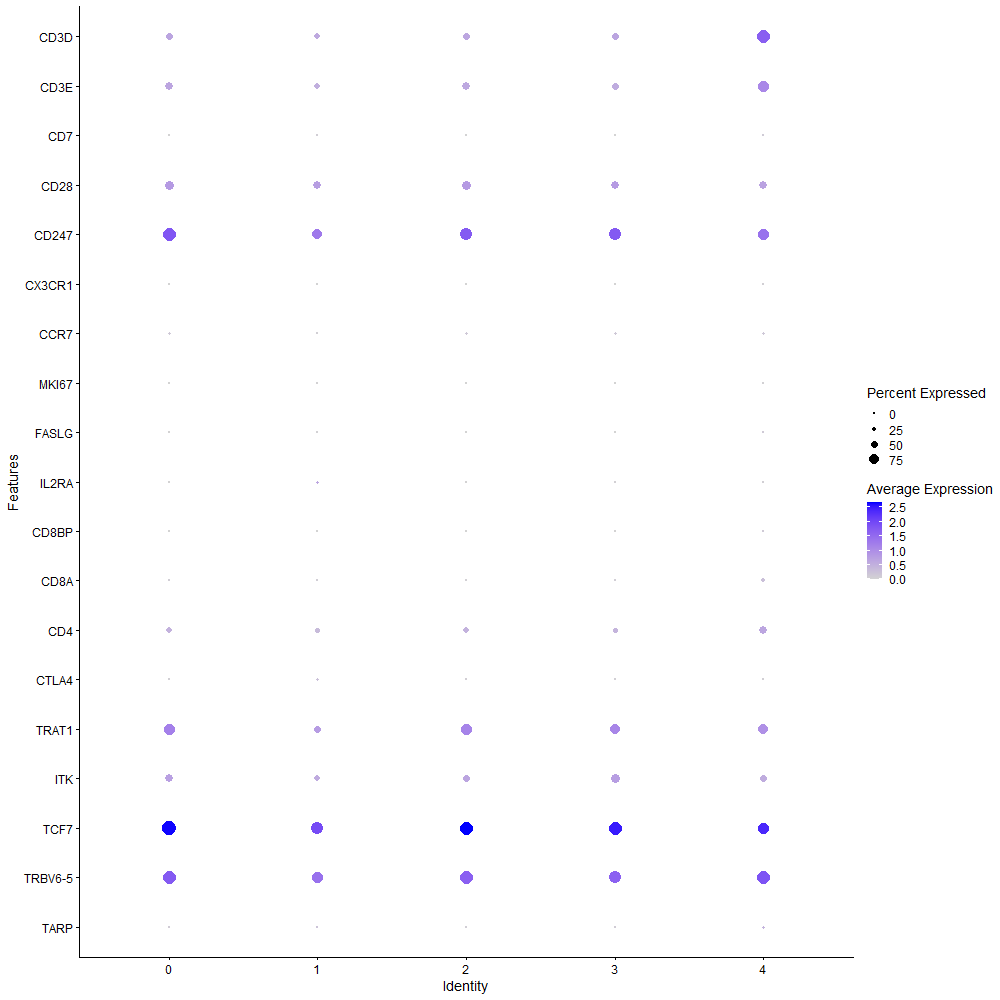 CD3D
CD3E
CD7
CD28
CD247
CX3CR1
CCR7
MKI67
FASLG
IL2RA
CD8BP
CD8A
CD4
CTLA4
TRAT1
ITK
TCF7
TRBV6-5
TARP
Features
0 1 2 3 4
Identity
Percent Expressed
0
25
50
75
Average Expression
2.5
2.0
1.5
1.0
0.5
0.0